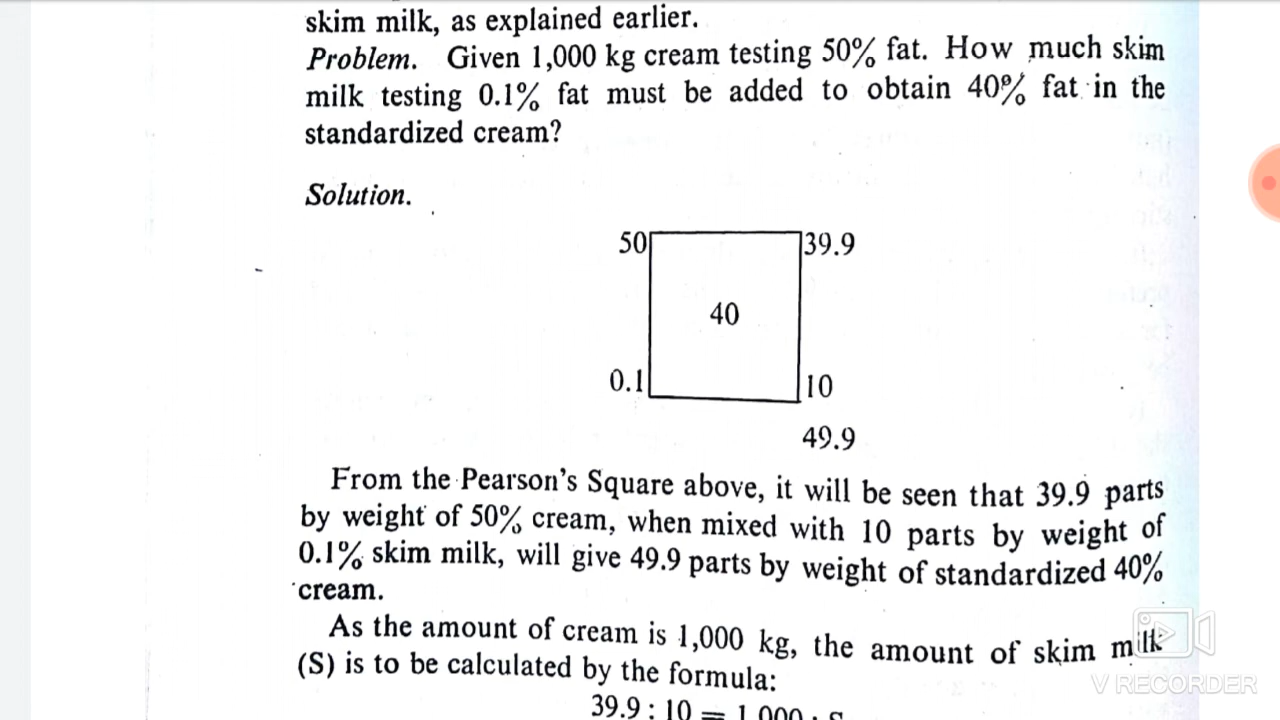 skim milk, as explained earlier.
Problem. Given 1,000 kg cream testing 50% fat. How much skim
milk testing 0.1% fat must be added to obtain 40% fat in the
standardized cream?
Solution.
50 39.9
40
0.1 10
49.9
From the Pearson's Square above, it will be seen that 39.9 parts
by weight of 50% cream, when mixed with 10 parts by weight of
0.1% skim milk, will give 49.9 parts by weight of standardized 40%
cream.
As the amount of cream is 1,000 kg, the amount of skim milk
(S) is to be calculated by the formula:
39.9 : 10 = 1,000 : S
V RECORDER